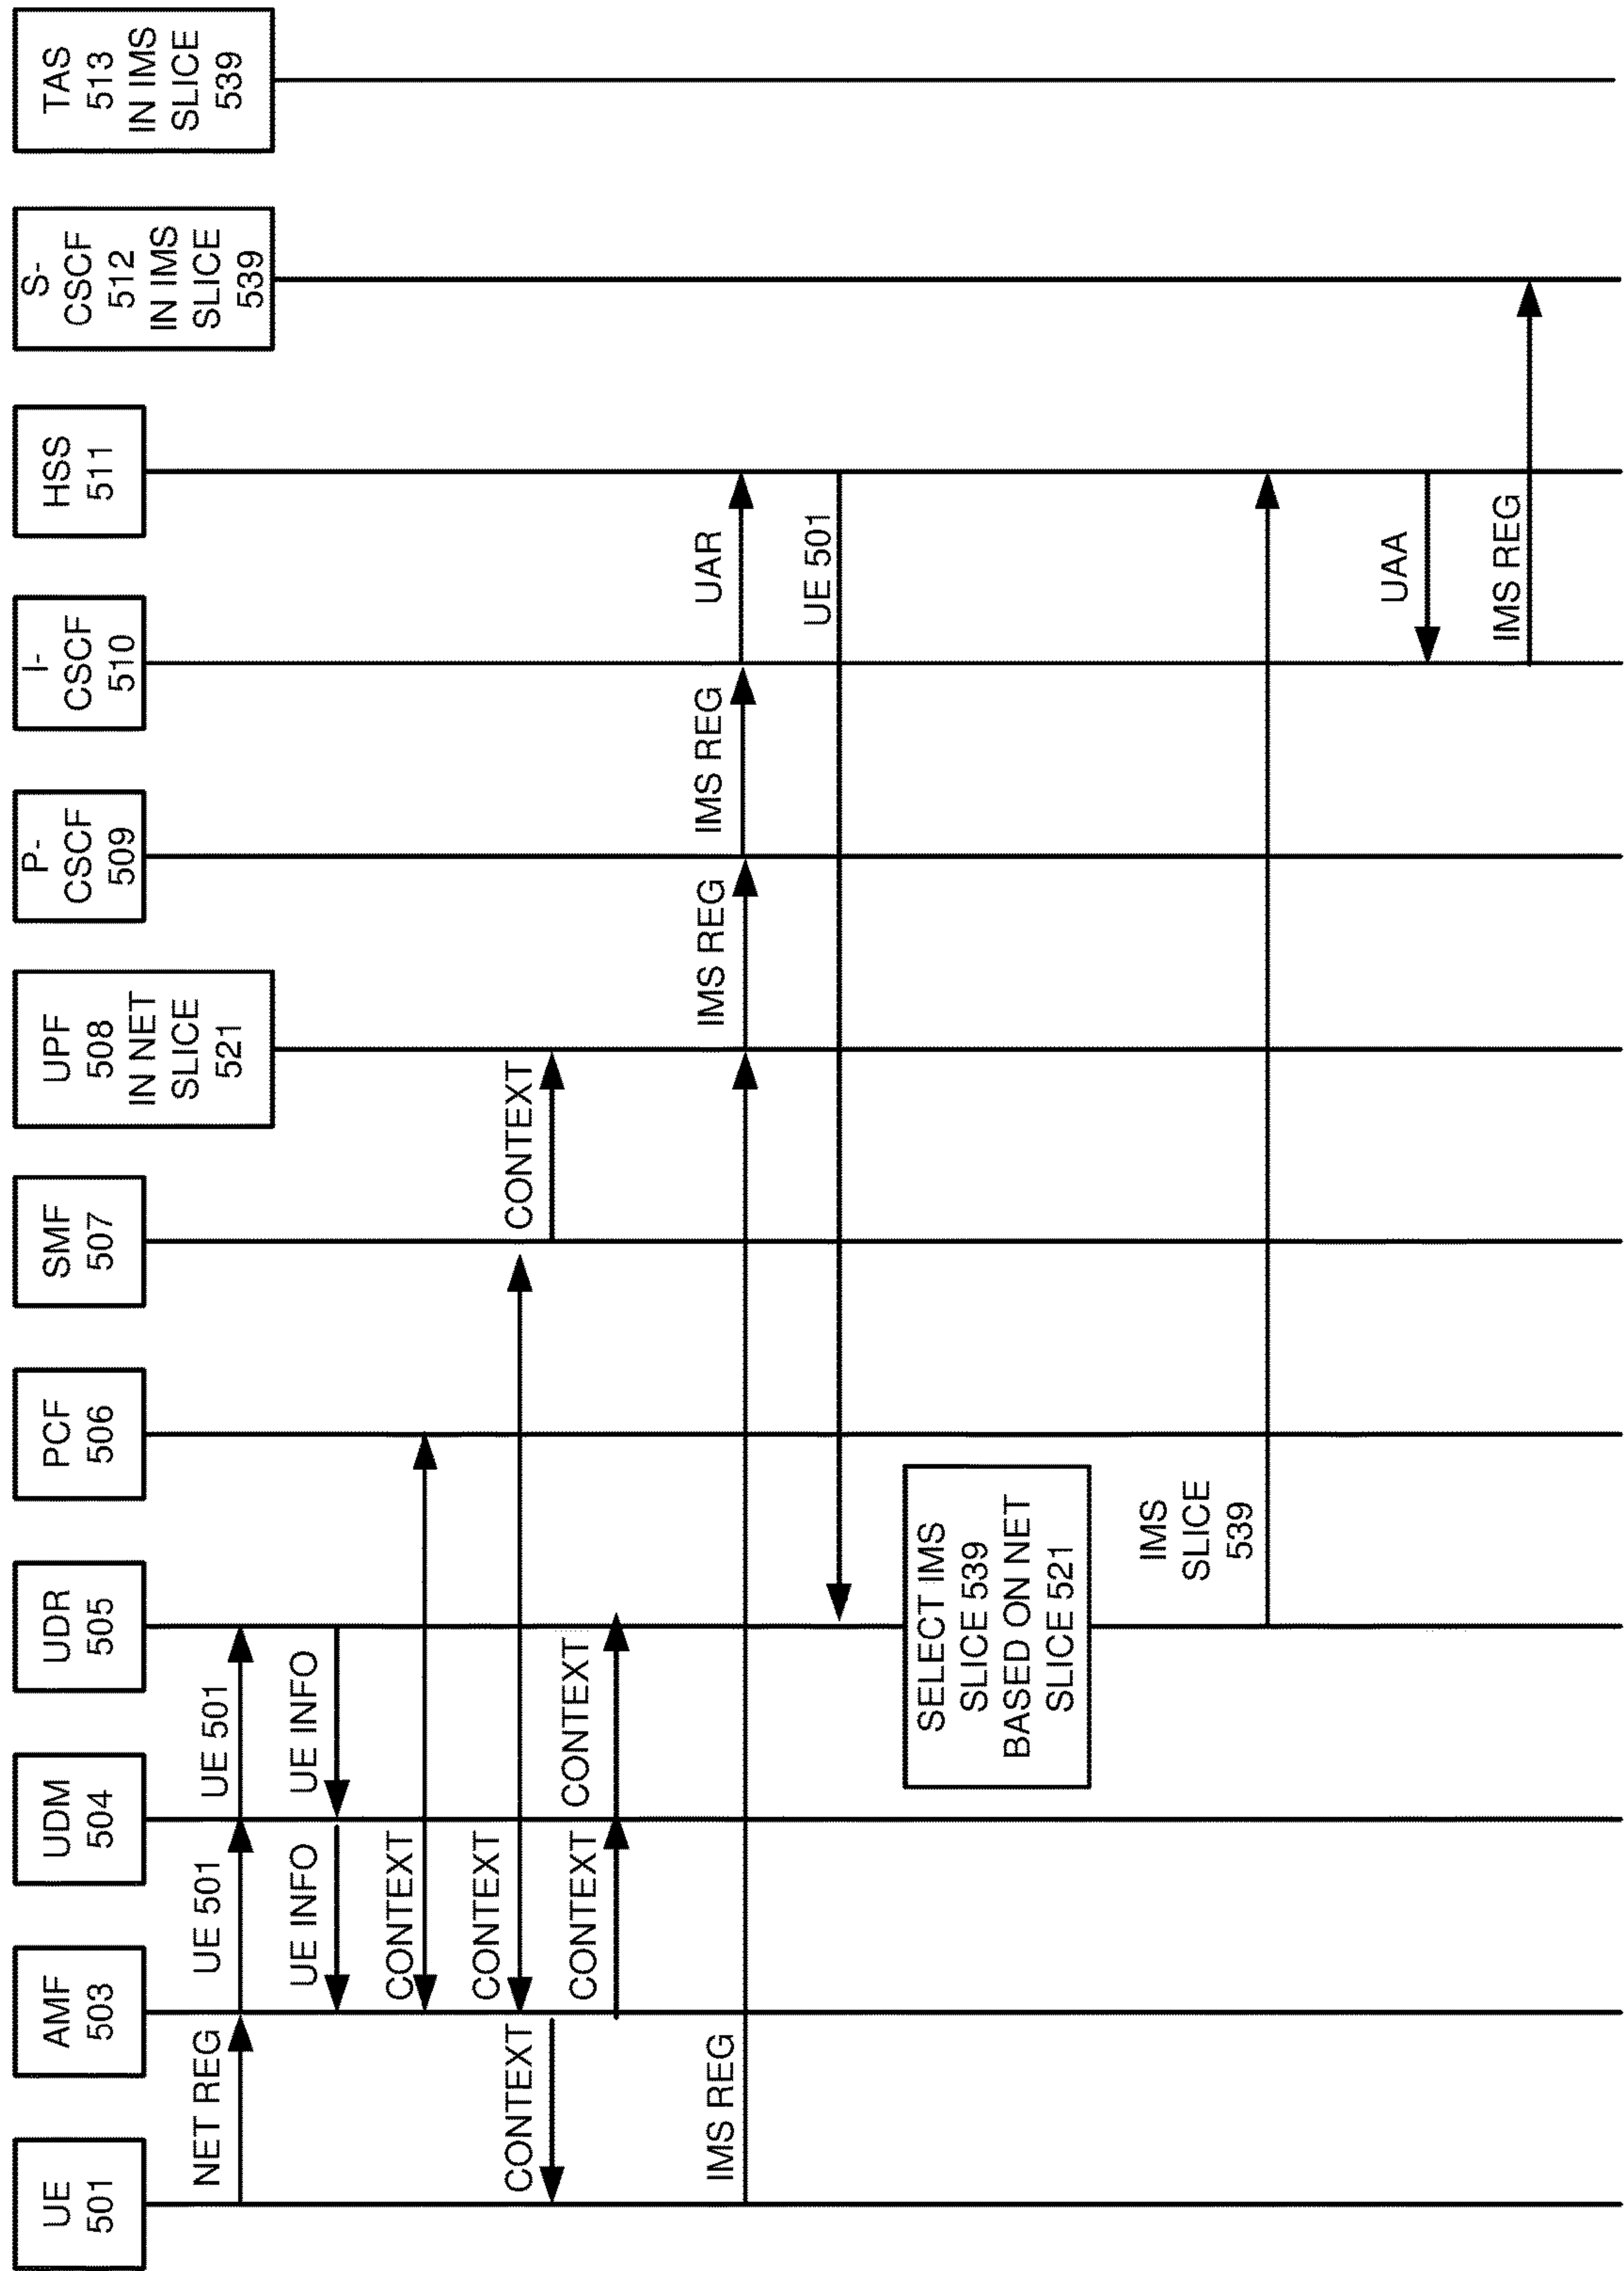 UE
501
AMF
503
UDM
504
UDR
505
PCF
506
SMF
507
UPF
508
IN NET
SLICE
521
P-
CSCF
509
I-
CSCF
510
HSS
511
S-
CSCF
512
IN IMS
SLICE
539
TAS
513
IN IMS
SLICE
539
NET REG
UE 501
UE 501
UE INFO
UE INFO
CONTEXT
CONTEXT
CONTEXT
CONTEXT
CONTEXT
CONTEXT
IMS REG
IMS REG
IMS REG
UAR
UE 501
SELECT IMS
SLICE 539
BASED ON NET
SLICE 521
IMS
SLICE
539
UAA
IMS REG